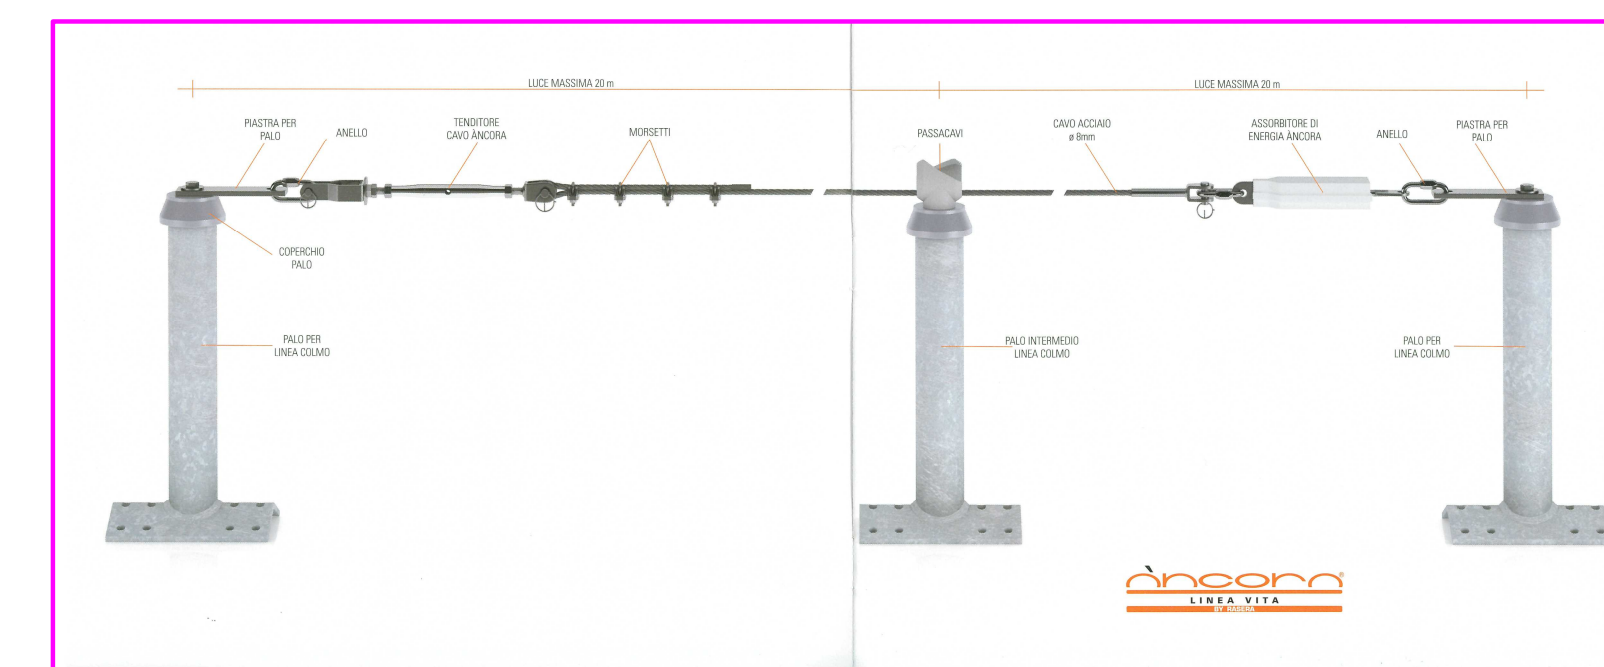 LUCE MASSIMA 20 m
LUCE MASSIMA 20 m
PIASTRA PER
PALO
ANELLO
TENDITORE
CAVO ÀNCORA
MORSETTI
PASSACAVI
CAVO ACCIAIO
ø 8mm
ASSORBITORE DI
ENERGIA ÀNCORA
ANELLO
PIASTRA PER
PALO
COPERCHIO
PALO
PALO PER
LINEA COLMO
PALO INTERMEDIO
LINEA COLMO
PALO PER
LINEA COLMO
àncora®
LINEA VITA
BY RASERA